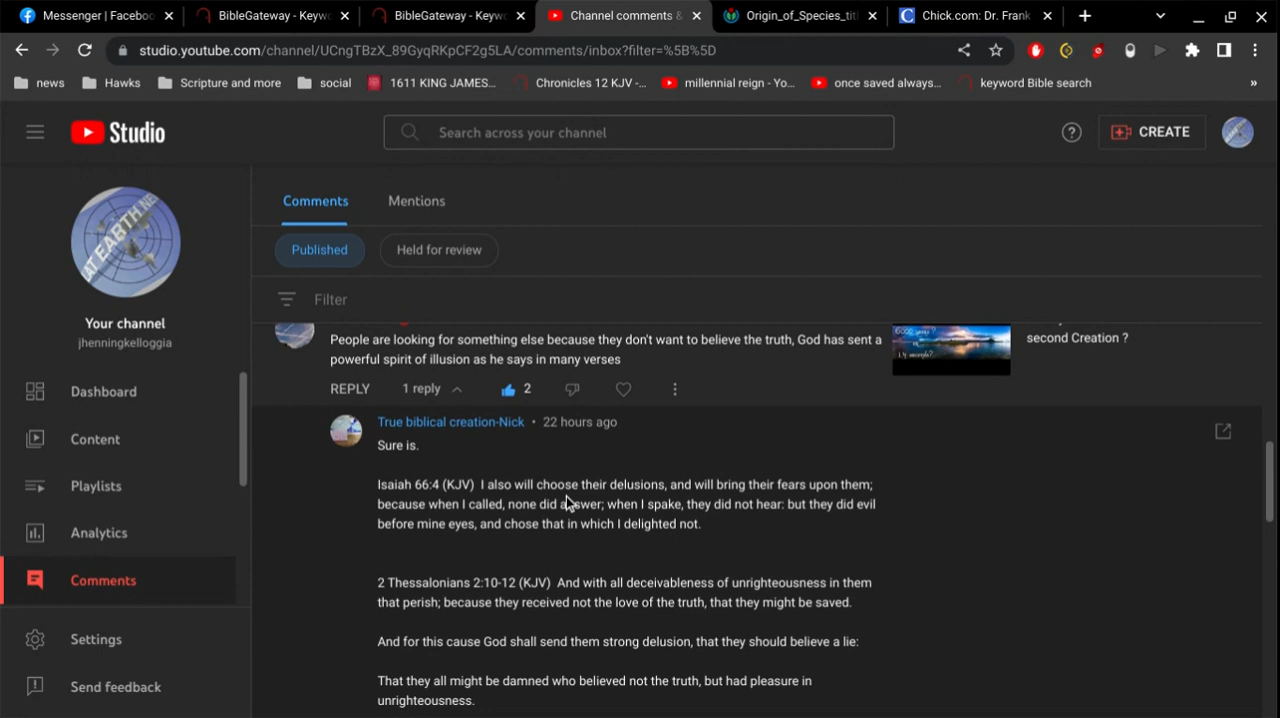 Messenger | Faceboo
BibleGateway - Keyw
BibleGateway - Keyw
Channel comments &
Origin_of_Species_titl
Chick.com: Dr. Frank
studio.youtube.com/channel/UCngTBzX_89GyqRKpCF2g5LA/comments/inbox?filter=%5B%5D
news
Hawks
Scripture and more
social
1611 KING JAMES...
Chronicles 12 KJV -...
millennial reign - Yo...
once saved always...
keyword Bible search
»
Studio
Search across your channel
CREATE
AT EARTH NE
Your channel
jhenningkelloggia
Dashboard
Content
Playlists
Analytics
Comments
Settings
Send feedback
Comments
Mentions
Published
Held for review
Filter
People are looking for something else because they don't want to believe the truth, God has sent a
powerful spirit of illusion as he says in many verses
second Creation ?
REPLY
1 reply
2
True biblical creation-Nick • 22 hours ago
Sure is.
Isaiah 66:4 (KJV) I also will choose their delusions, and will bring their fears upon them;
because when I called, none did answer; when I spake, they did not hear: but they did evil
before mine eyes, and chose that in which I delighted not.
2 Thessalonians 2:10-12 (KJV) And with all deceivableness of unrighteousness in them
that perish; because they received not the love of the truth, that they might be saved.
And for this cause God shall send them strong delusion, that they should believe a lie:
That they all might be damned who believed not the truth, but had pleasure in
unrighteousness.